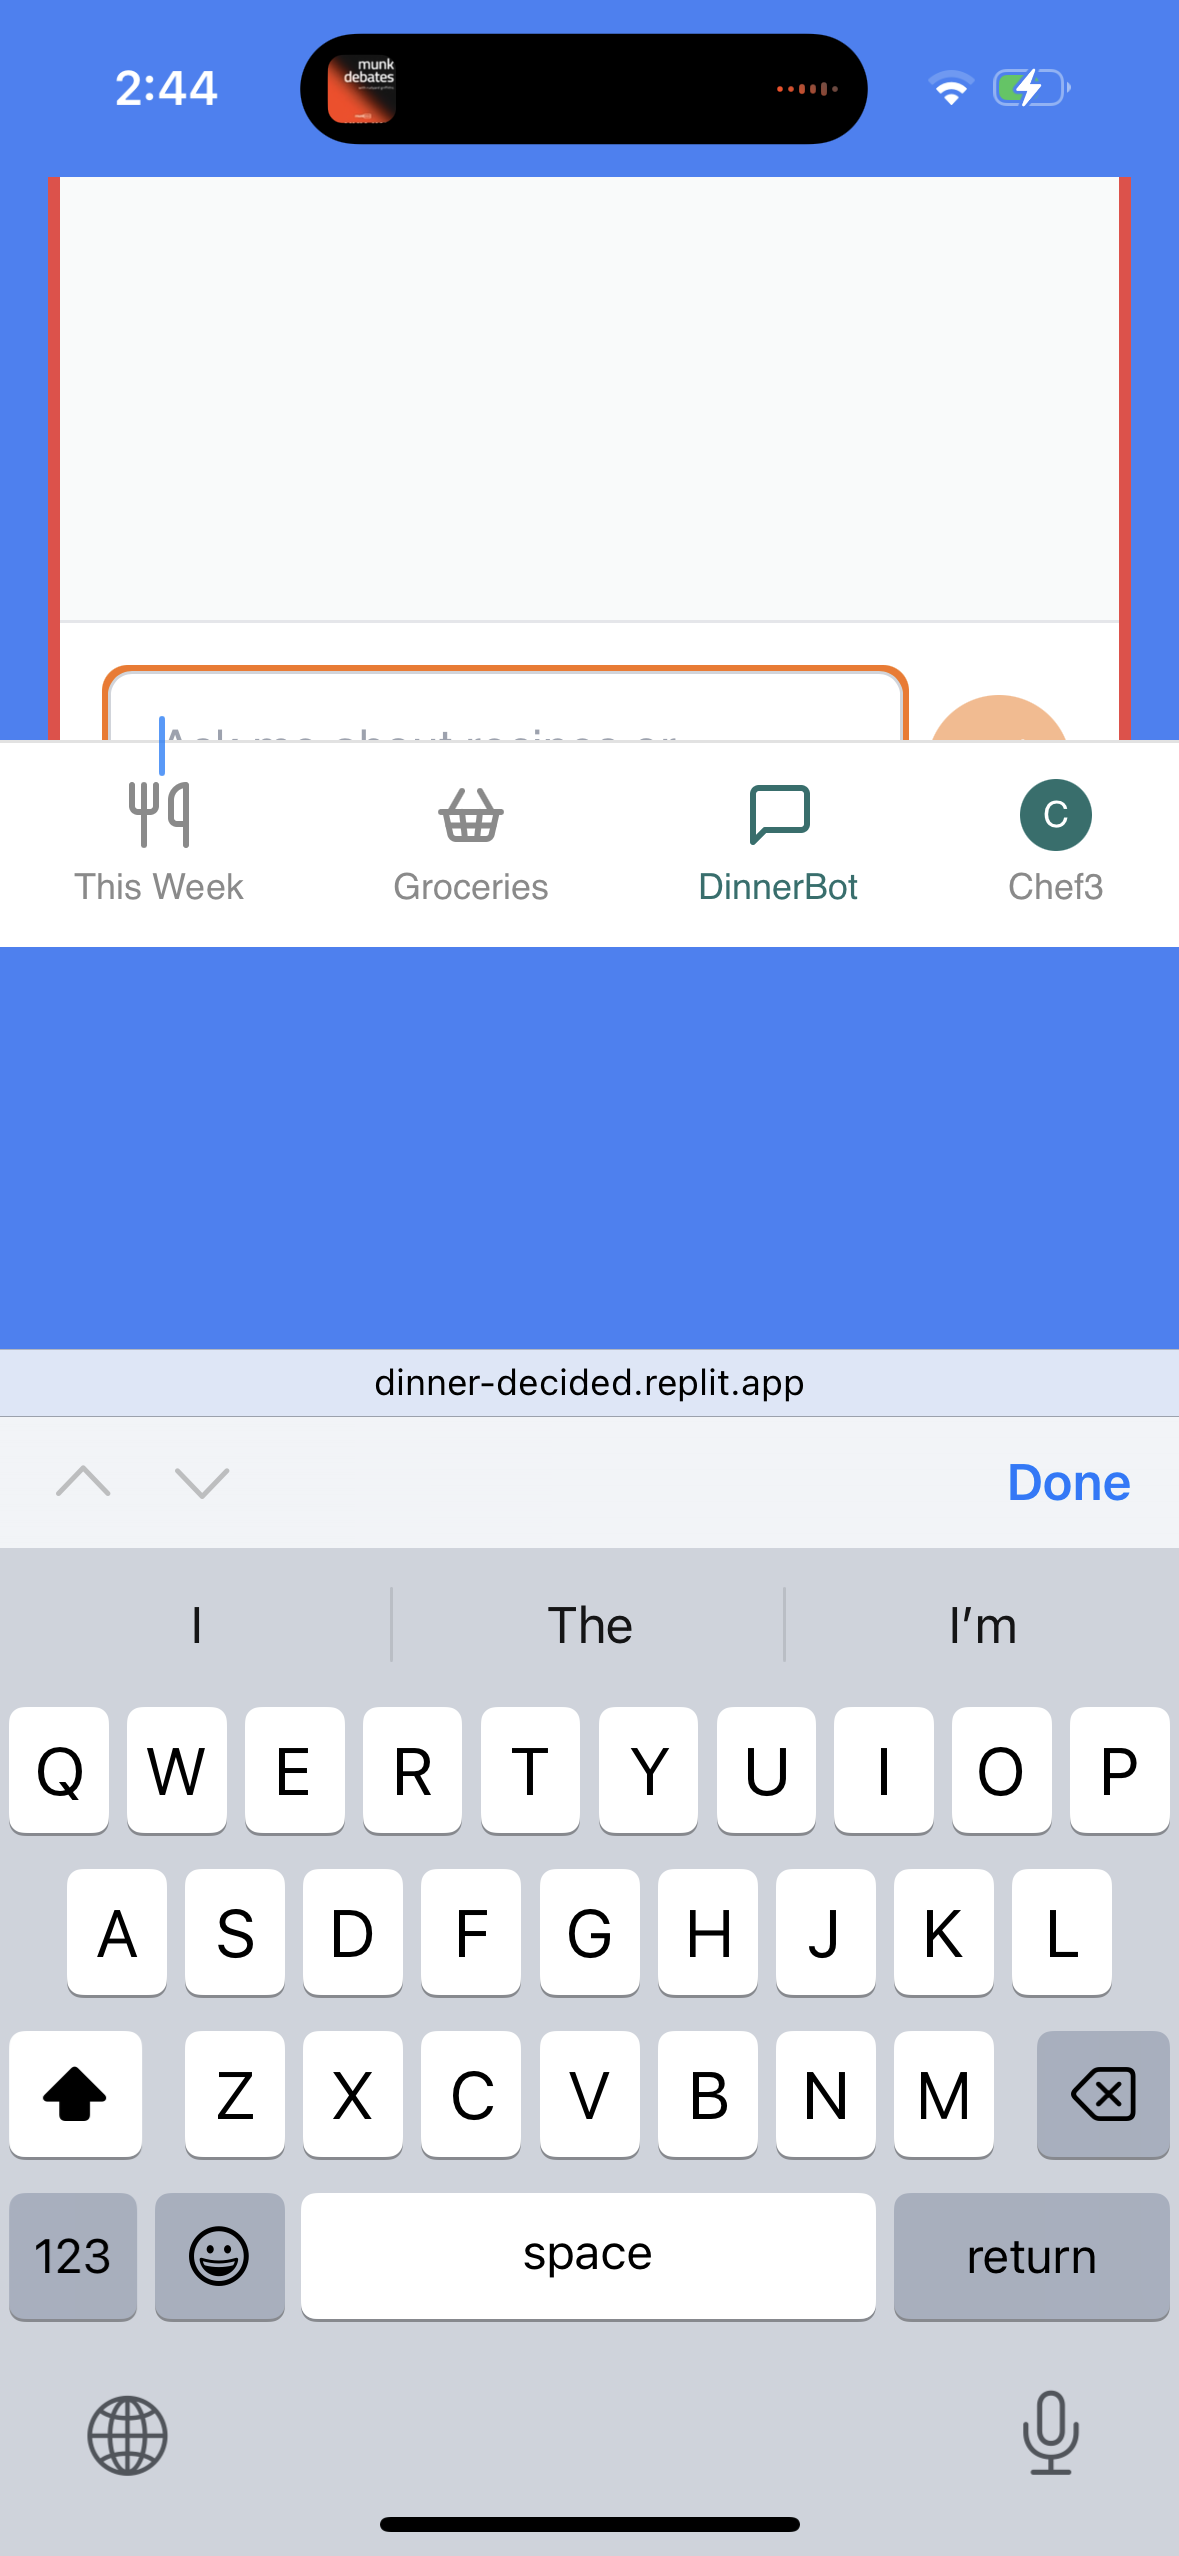 2:44
munk
debates
Ask me about recipes or
This Week
Groceries
DinnerBot
C
Chef3
dinner-decided.replit.app
Done
I
The
I’m
Q W E R T Y U I O P
A S D F G H J K L
Z X C V B N M
123
space
return